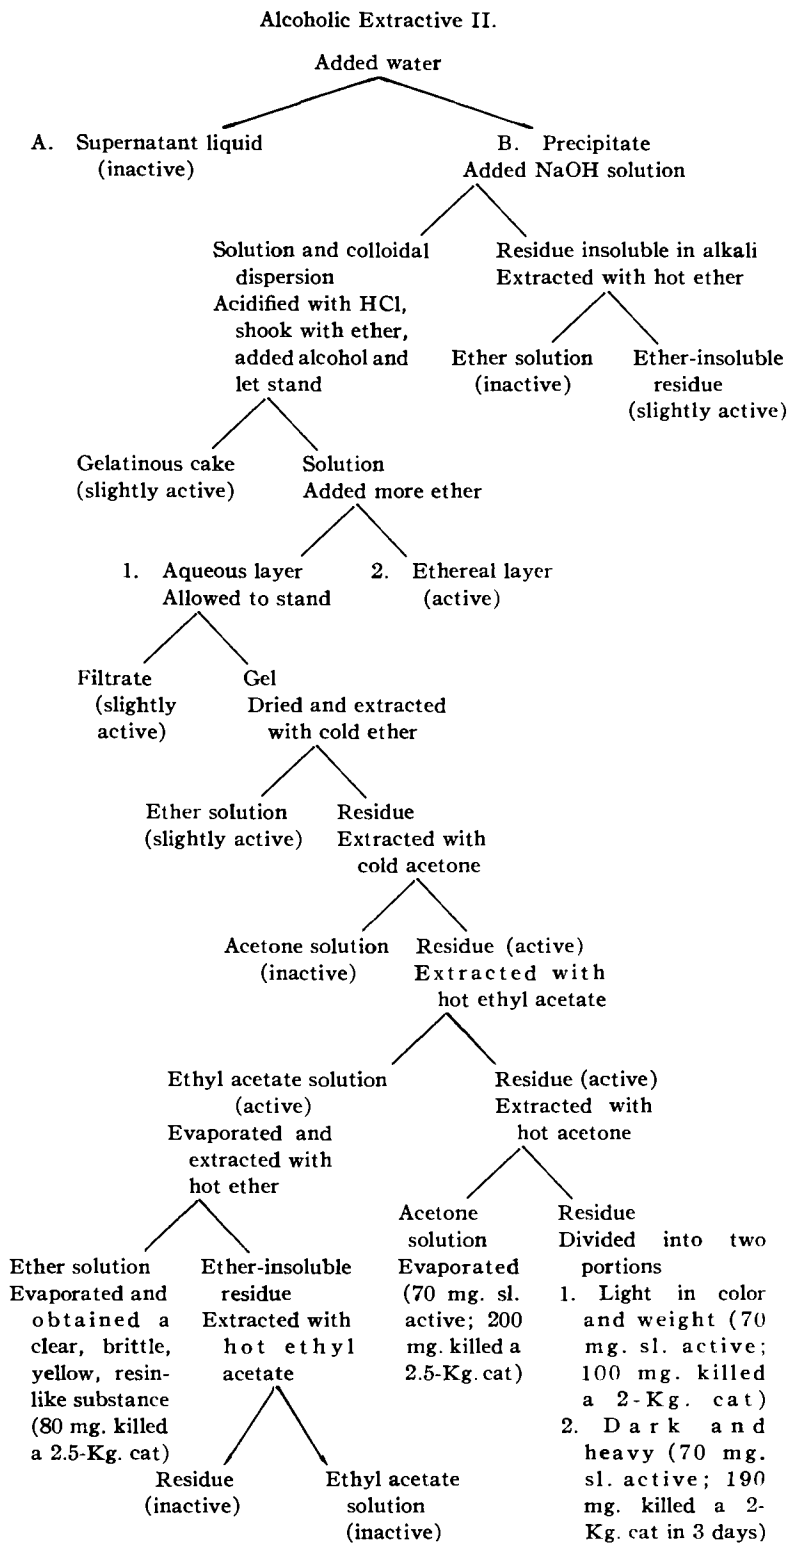 Alcoholic Extractive II.
Added water
A. Supernatant liquid
(inactive)
B. Precipitate
Added NaOH solution
Solution and colloidal
dispersion
Acidified with HCl,
shook with ether,
added alcohol and
let stand
Residue insoluble in alkali
Extracted with hot ether
Ether solution
(inactive)
Ether-insoluble
residue
(slightly active)
Gelatinous cake
(slightly active)
Solution
Added more ether
1. Aqueous layer
Allowed to stand
2. Ethereal layer
(active)
Filtrate
(slightly
active)
Gel
Dried and extracted
with cold ether
Ether solution
(slightly active)
Residue
Extracted with
cold acetone
Acetone solution
(inactive)
Residue (active)
Extracted with
hot ethyl acetate
Ethyl acetate solution
(active)
Evaporated and
extracted with
hot ether
Residue (active)
Extracted with
hot acetone
Ether solution
Evaporated and
obtained a
clear, brittle,
yellow, resin-
like substance
(80 mg. killed
a 2.5-Kg. cat)
Ether-insoluble
residue
Extracted with
hot ethyl
acetate
Acetone
solution
Evaporated
(70 mg. sl.
active; 200
mg. killed a
2.5-Kg. cat)
Residue
Divided into two
portions
1. Light in color
and weight (70
mg. sl. active;
100 mg. killed
a 2-Kg. cat)
2. Dark and
heavy (70 mg.
sl. active; 190
mg. killed a 2-
Kg. cat in 3 days)
Residue
(inactive)
Ethyl acetate
solution
(inactive)